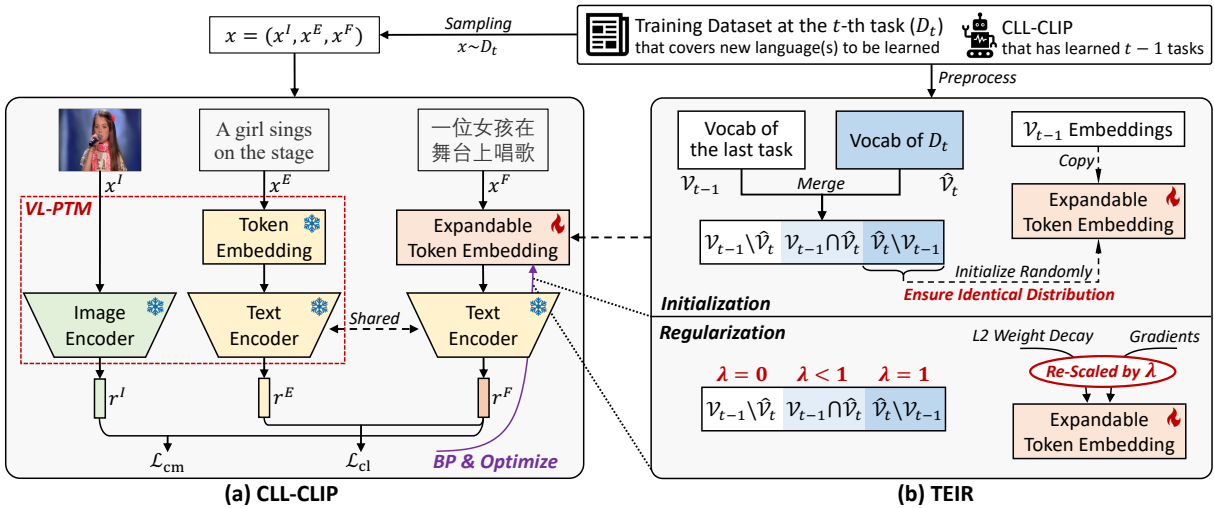 x = (x^I, x^E, x^F)
Sampling
x~D_t
Training Dataset at the t-th task (D_t)
that covers new language(s) to be learned
CLL-CLIP
that has learned t − 1 tasks
Preprocess
A girl sings
on the stage
一位女孩在
舞台上唱歌
x^I
x^E
x^F
VL-PTM
Token
Embedding
Expandable
Token Embedding
Image
Encoder
Text
Encoder
Shared
Text
Encoder
r^I
r^E
r^F
ℒ_cm
ℒ_cl
BP & Optimize
(a) CLL-CLIP
Vocab of
the last task
Vocab of D_t
𝒱_{t−1} Embeddings
𝒱_{t−1}
Merge
𝒱̂_t
Copy
Expandable
Token Embedding
𝒱_{t−1}\𝒱̂_t
𝒱_{t−1}∩𝒱̂_t
𝒱̂_t\𝒱_{t−1}
Initialize Randomly
Ensure Identical Distribution
Initialization
Regularization
L2 Weight Decay
Gradients
Re-Scaled by λ
λ = 0
λ < 1
λ = 1
𝒱_{t−1}\𝒱̂_t
𝒱_{t−1}∩𝒱̂_t
𝒱̂_t\𝒱_{t−1}
Expandable
Token Embedding
(b) TEIR